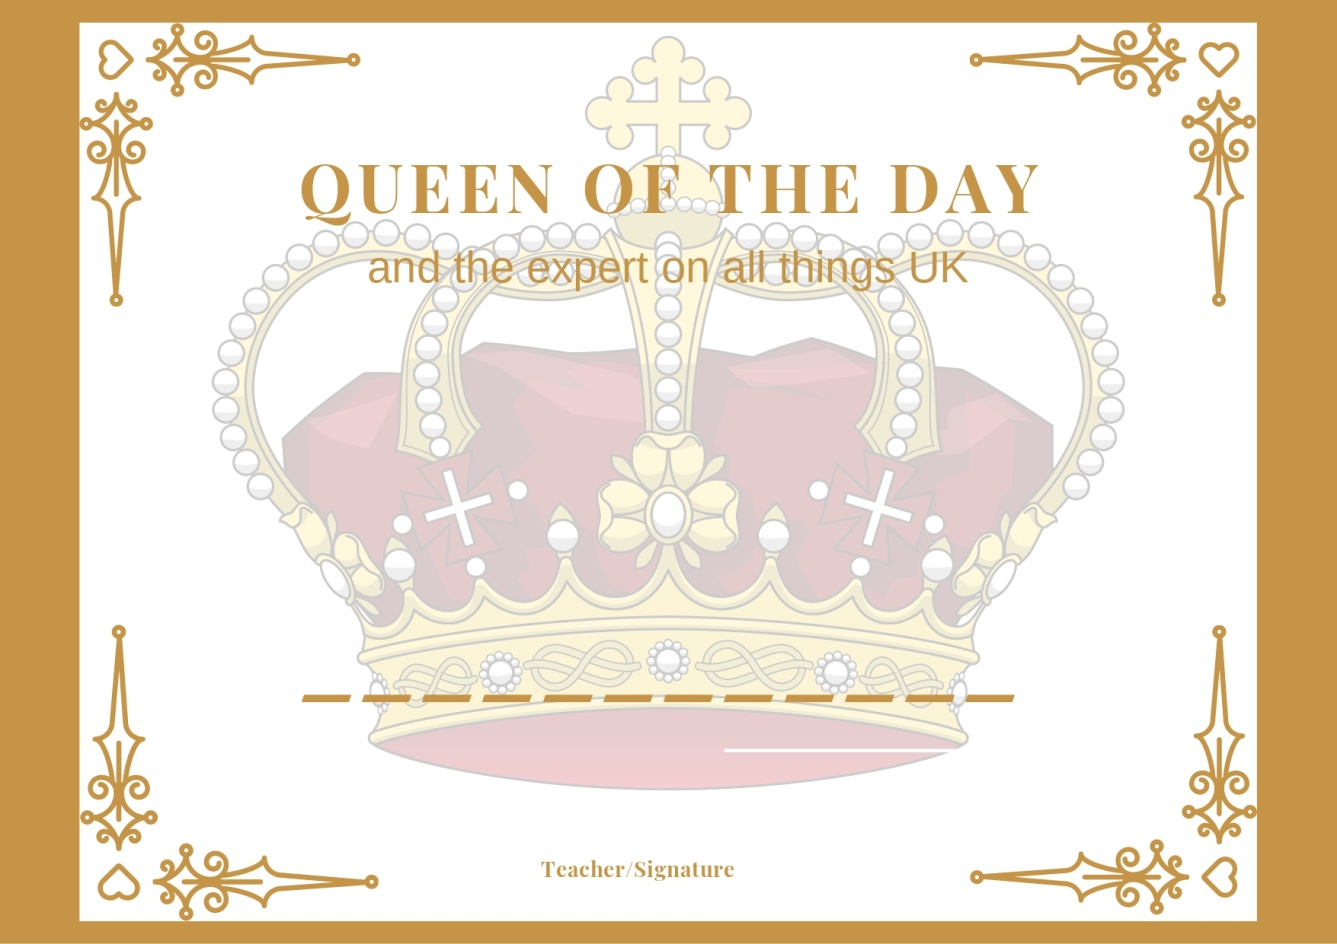 QUEEN OF THE DAY
and the expert on all things UK
Teacher/Signature